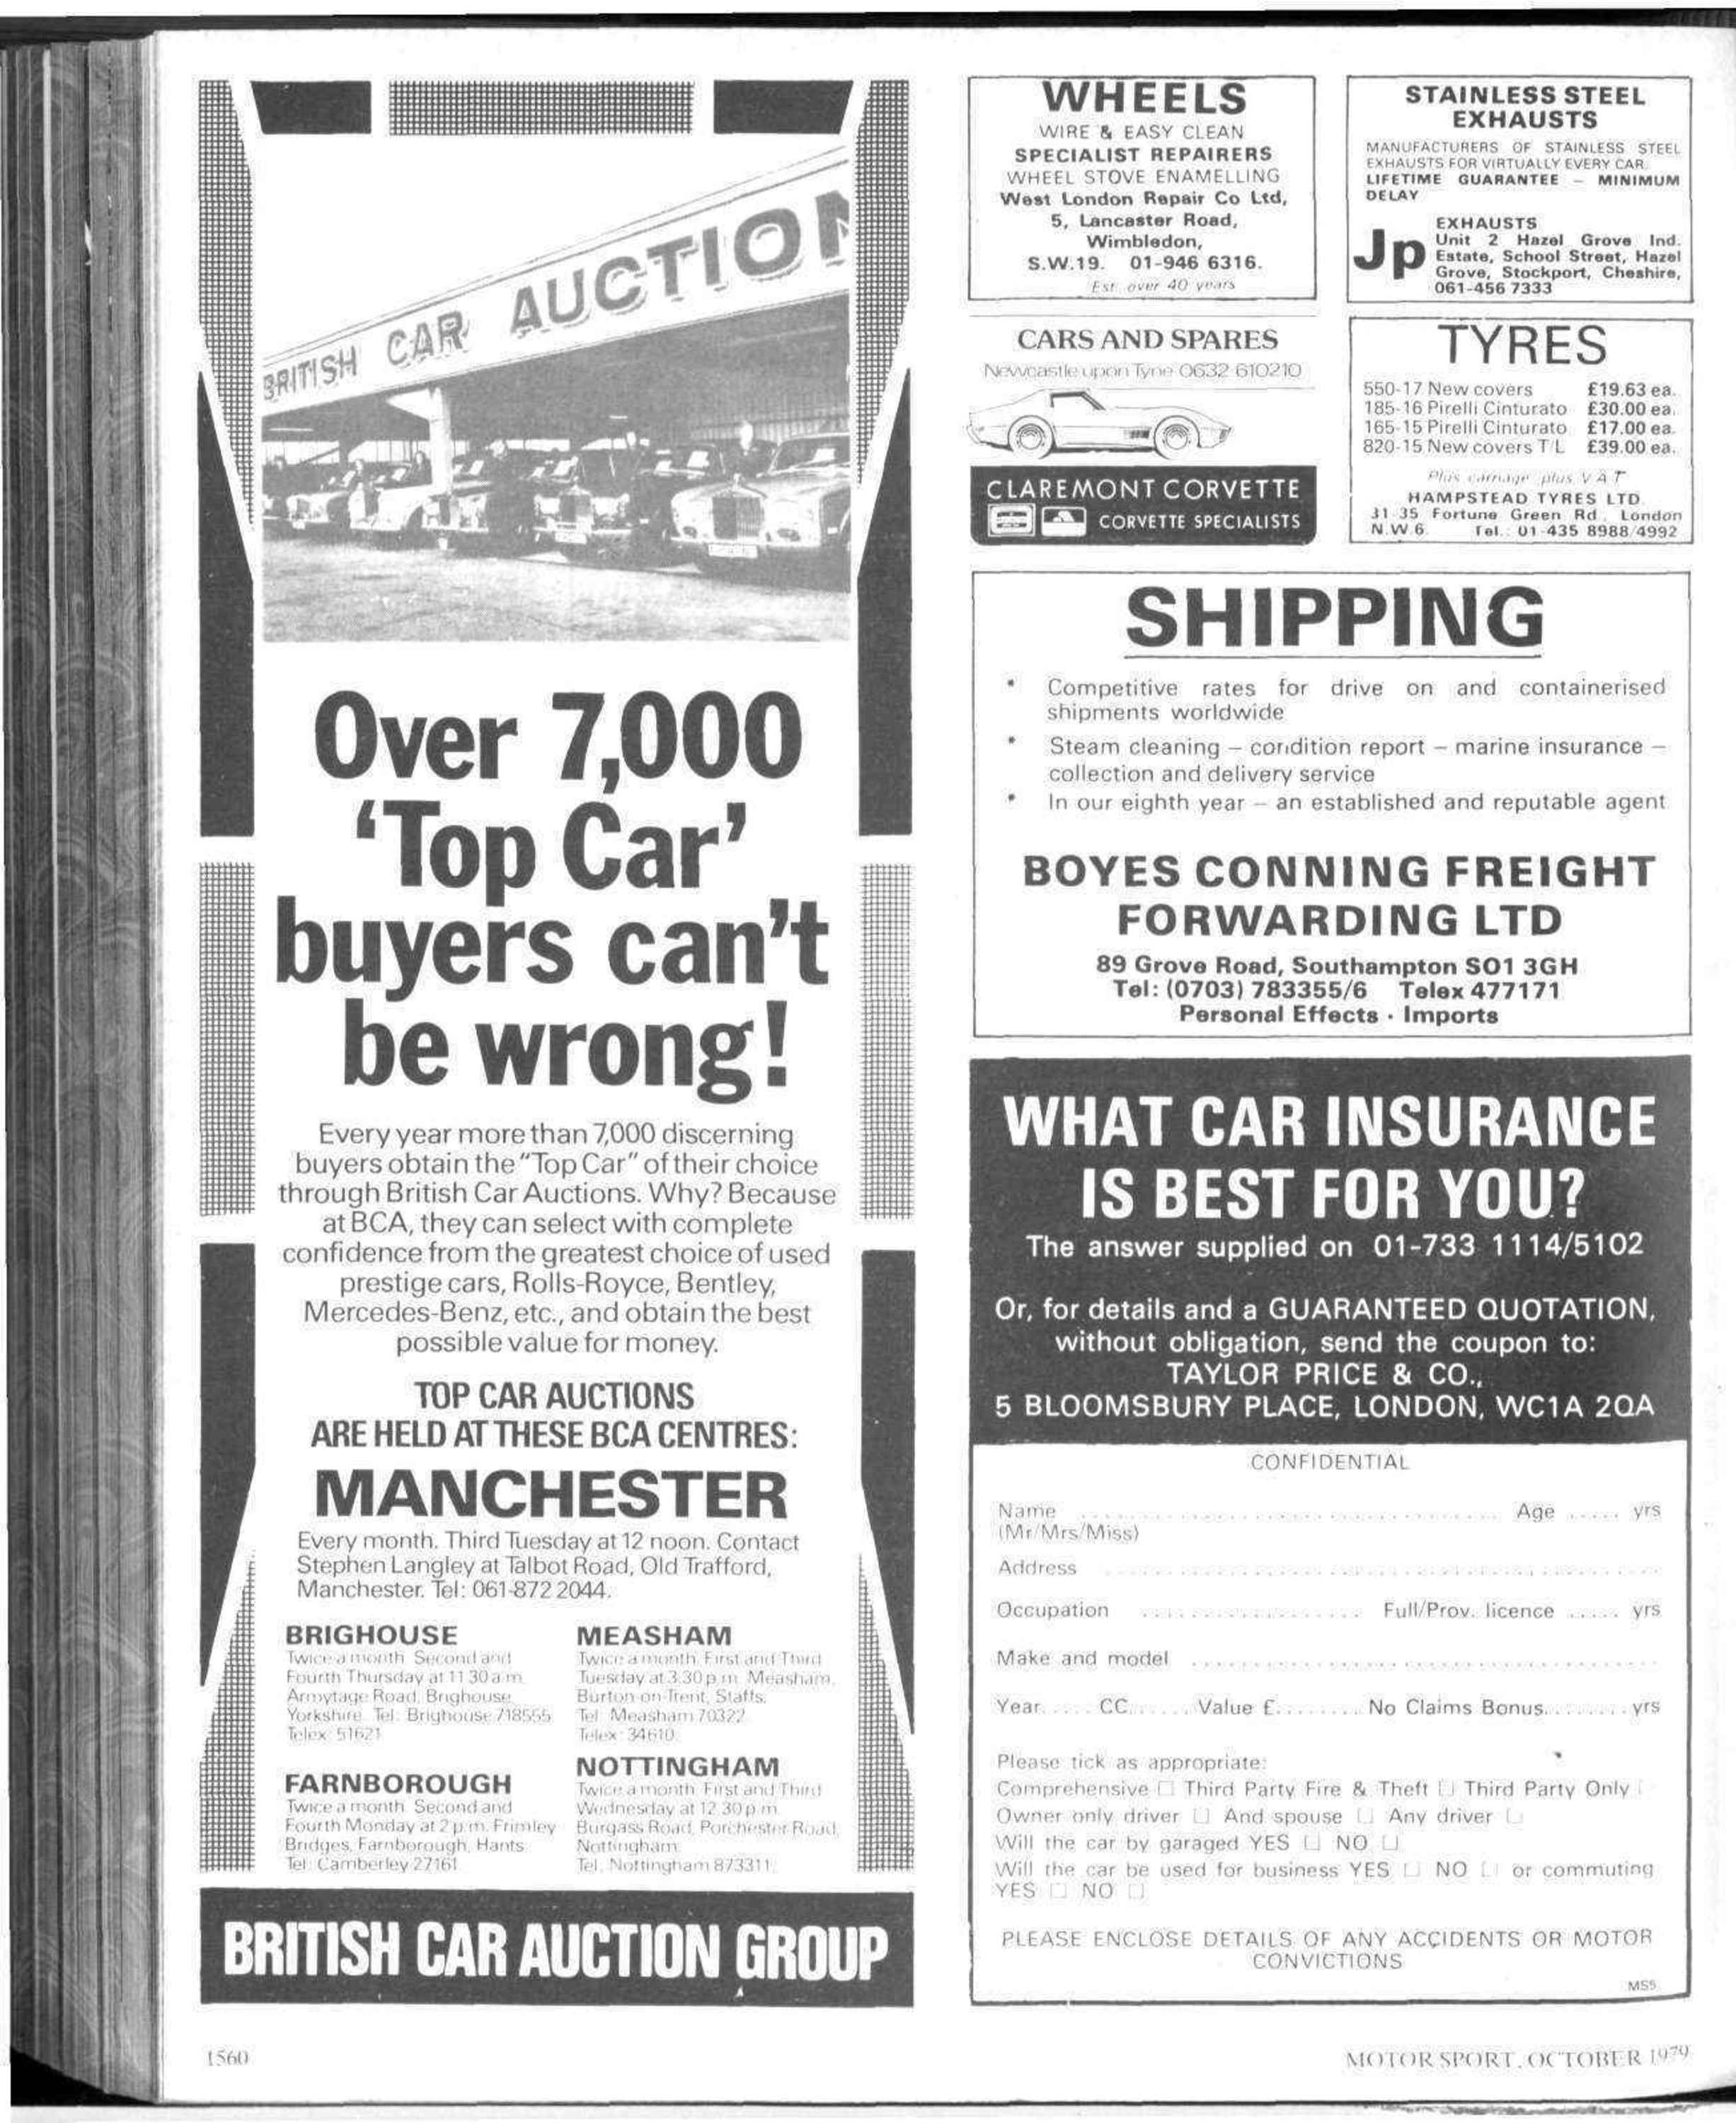 BRITISH CAR AUCTION
Over 7,000
‘Top Car’
buyers can't
be wrong!
Every year more than 7,000 discerning
buyers obtain the "Top Car" of their choice
through British Car Auctions. Why? Because
at BCA, they can select with complete
confidence from the greatest choice of used
prestige cars, Rolls-Royce, Bentley,
Mercedes-Benz, etc., and obtain the best
possible value for money.
TOP CAR AUCTIONS
ARE HELD AT THESE BCA CENTRES:
MANCHESTER
Every month. Third Tuesday at 12 noon. Contact
Stephen Langley at Talbot Road, Old Trafford,
Manchester. Tel: 061-872 2044.
BRIGHOUSE
Twice a month Second and
Fourth Thursday at 11 30 a m
Armytage Road, Brighouse
Yorkshire Tel: Brighouse 718555
Telex 51621
FARNBOROUGH
Twice a month Second and
Fourth Monday at 2 p.m. Frimley
Bridges, Farnborough, Hants
Tel: Camberley 27161
MEASHAM
Twice a month First and Third
Tuesday at 3.30 p m Measham,
Burton-on-Trent, Staffs.
Tel Measham 70322
Telex 34610
NOTTINGHAM
Twice a month First and Third
Wednesday at 12 30 p m
Burgass Road, Porchester Road,
Nottingham
Tel. Nottingham 873311
BRITISH CAR AUCTION GROUP
WHEELS
WIRE & EASY CLEAN
SPECIALIST REPAIRERS
WHEEL STOVE ENAMELLING
West London Repair Co Ltd,
5, Lancaster Road,
Wimbledon,
S.W.19. 01-946 6316.
Est over 40 years
STAINLESS STEEL
EXHAUSTS
MANUFACTURERS OF STAINLESS STEEL
EXHAUSTS FOR VIRTUALLY EVERY CAR.
LIFETIME GUARANTEE – MINIMUM
DELAY
Jp
EXHAUSTS
Unit 2 Hazel Grove Ind.
Estate, School Street, Hazel
Grove, Stockport, Cheshire,
061-456 7333
CARS AND SPARES
Newcastle upon Tyne 0632 610210
CLAREMONT CORVETTE
CORVETTE SPECIALISTS
TYRES
550-17 New covers £19.63 ea.
185-16 Pirelli Cinturato £30.00 ea.
165-15 Pirelli Cinturato £17.00 ea.
820-15 New covers T/L £39.00 ea.
Plus carriage plus V A T
HAMPSTEAD TYRES LTD
31-35 Fortune Green Rd., London
N.W.6. Tel.: 01-435 8988/4992
SHIPPING
* Competitive rates for drive on and containerised
shipments worldwide
* Steam cleaning – condition report – marine insurance –
collection and delivery service
* In our eighth year – an established and reputable agent
BOYES CONNING FREIGHT
FORWARDING LTD
89 Grove Road, Southampton SO1 3GH
Tel: (0703) 783355/6 Telex 477171
Personal Effects · Imports
WHAT CAR INSURANCE
IS BEST FOR YOU?
The answer supplied on 01-733 1114/5102
Or, for details and a GUARANTEED QUOTATION,
without obligation, send the coupon to:
TAYLOR PRICE & CO.,
5 BLOOMSBURY PLACE, LONDON, WC1A 2QA
CONFIDENTIAL
Name ........ Age ...... yrs
(Mr/Mrs/Miss)
Address ........
Occupation ........ Full/Prov. licence ...... yrs
Make and model ........
Year...... CC....... Value £......... No Claims Bonus......... yrs
Please tick as appropriate:
Comprehensive □ Third Party Fire & Theft □ Third Party Only □
Owner only driver □ And spouse □ Any driver □
Will the car by garaged YES □ NO □
Will the car be used for business YES □ NO □ or commuting
YES □ NO □
PLEASE ENCLOSE DETAILS OF ANY ACCIDENTS OR MOTOR
CONVICTIONS
MS5
1560
MOTOR SPORT, OCTOBER 1979